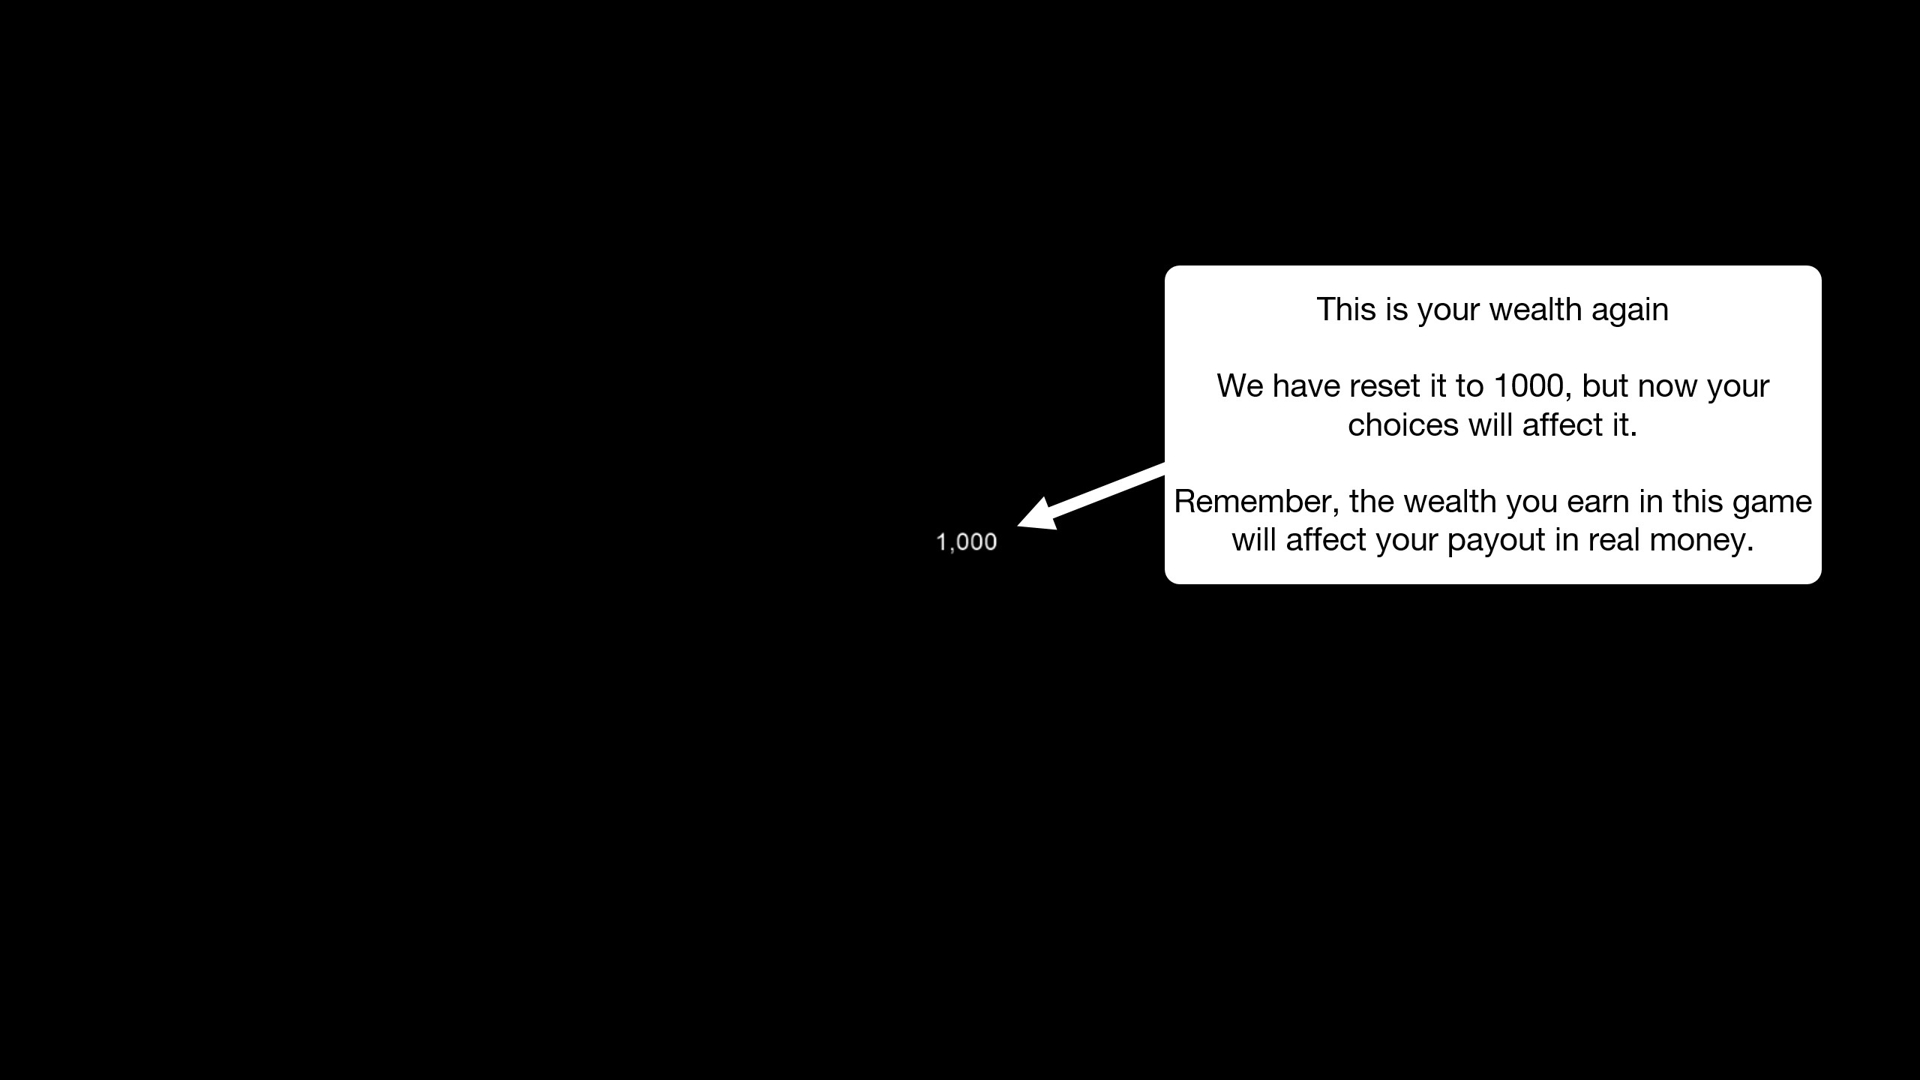 This is your wealth again
We have reset it to 1000, but now your
choices will affect it.
Remember, the wealth you earn in this game
will affect your payout in real money.
1,000